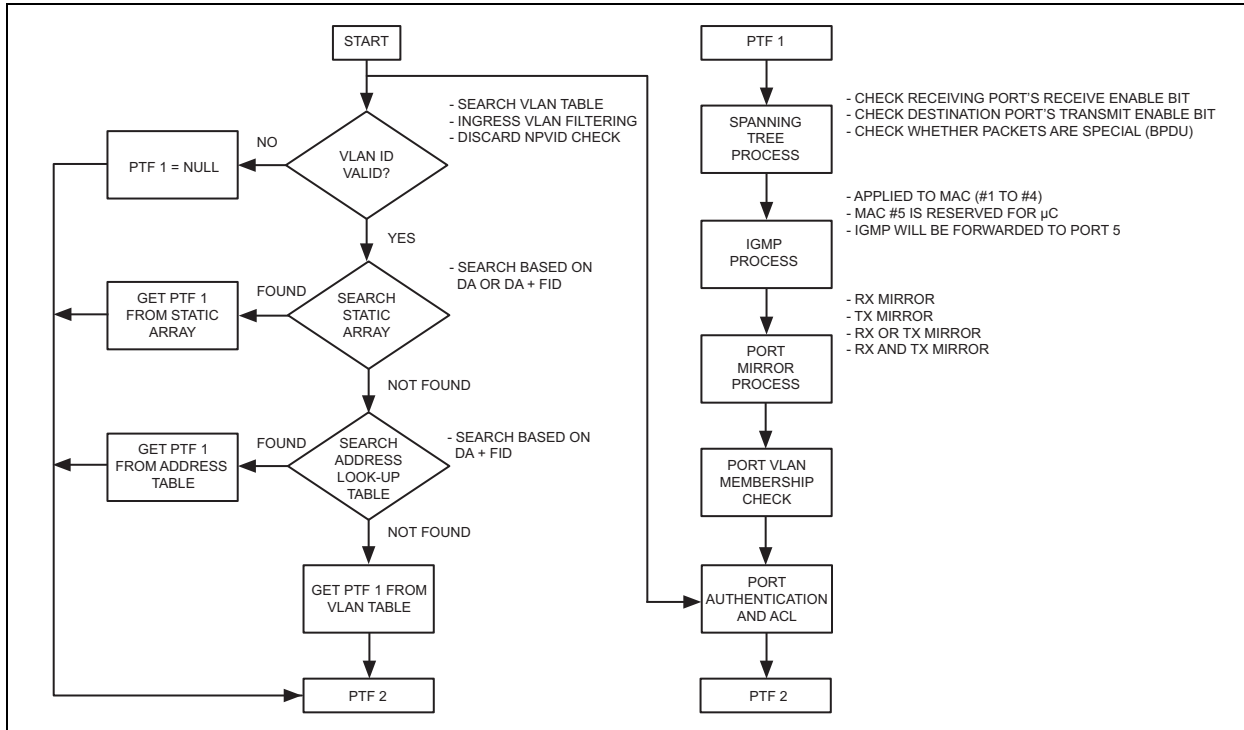 START
- SEARCH VLAN TABLE
- INGRESS VLAN FILTERING
- DISCARD NPVID CHECK
VLAN ID
VALID?
NO
PTF 1 = NULL
YES
- SEARCH BASED ON
DA OR DA + FID
SEARCH
STATIC
ARRAY
FOUND
GET PTF 1
FROM STATIC
ARRAY
NOT FOUND
- SEARCH BASED ON
DA + FID
SEARCH
ADDRESS
LOOK-UP
TABLE
FOUND
GET PTF 1
FROM ADDRESS
TABLE
NOT FOUND
GET PTF 1 FROM
VLAN TABLE
PTF 2
PTF 1
- CHECK RECEIVING PORT'S RECEIVE ENABLE BIT
- CHECK DESTINATION PORT'S TRANSMIT ENABLE BIT
- CHECK WHETHER PACKETS ARE SPECIAL (BPDU)
SPANNING
TREE
PROCESS
- APPLIED TO MAC (#1 TO #4)
- MAC #5 IS RESERVED FOR µC
- IGMP WILL BE FORWARDED TO PORT 5
IGMP
PROCESS
- RX MIRROR
- TX MIRROR
- RX OR TX MIRROR
- RX AND TX MIRROR
PORT
MIRROR
PROCESS
PORT VLAN
MEMBERSHIP
CHECK
PORT
AUTHENTICATION
AND ACL
PTF 2